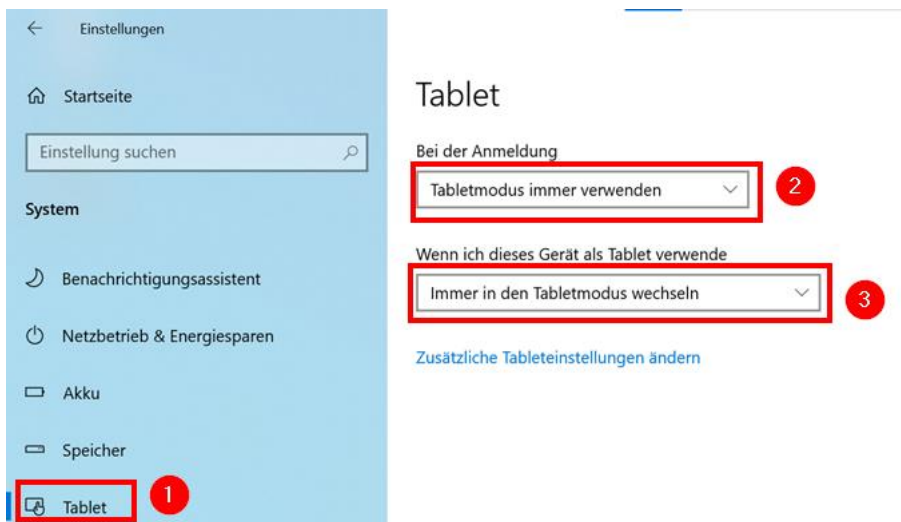 Einstellungen
Startseite
Einstellung suchen
System
Benachrichtigungsassistent
Netzbetrieb & Energiesparen
Akku
Speicher
Tablet
1
Tablet
Bei der Anmeldung
Tabletmodus immer verwenden
2
Wenn ich dieses Gerät als Tablet verwende
Immer in den Tabletmodus wechseln
3
Zusätzliche Tableteinstellungen ändern